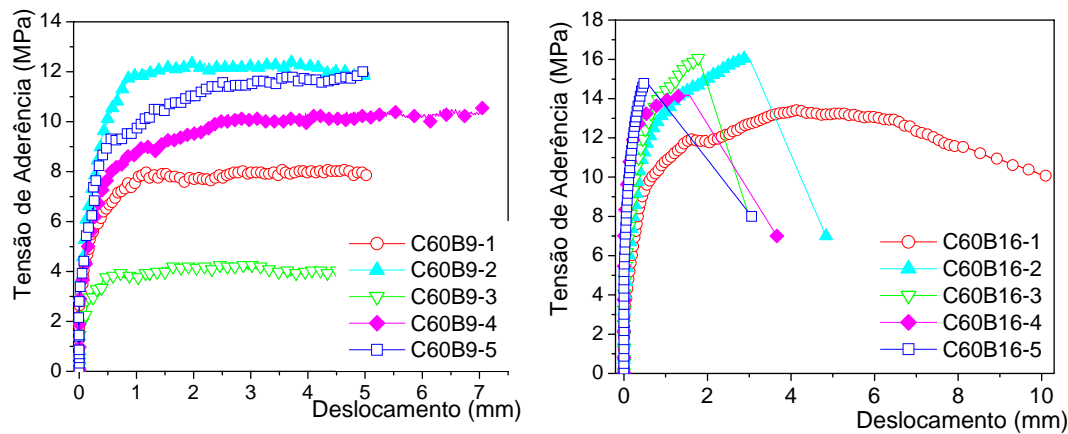 14
12
10
8
6
4
2
0
Tensão de Aderência (MPa)
C60B9-1
C60B9-2
C60B9-3
C60B9-4
C60B9-5
0 1 2 3 4 5 6 7
Deslocamento (mm)
18
16
14
12
10
8
6
4
2
0
Tensão de Aderência (MPa)
C60B16-1
C60B16-2
C60B16-3
C60B16-4
C60B16-5
0 2 4 6 8 10
Deslocamento (mm)